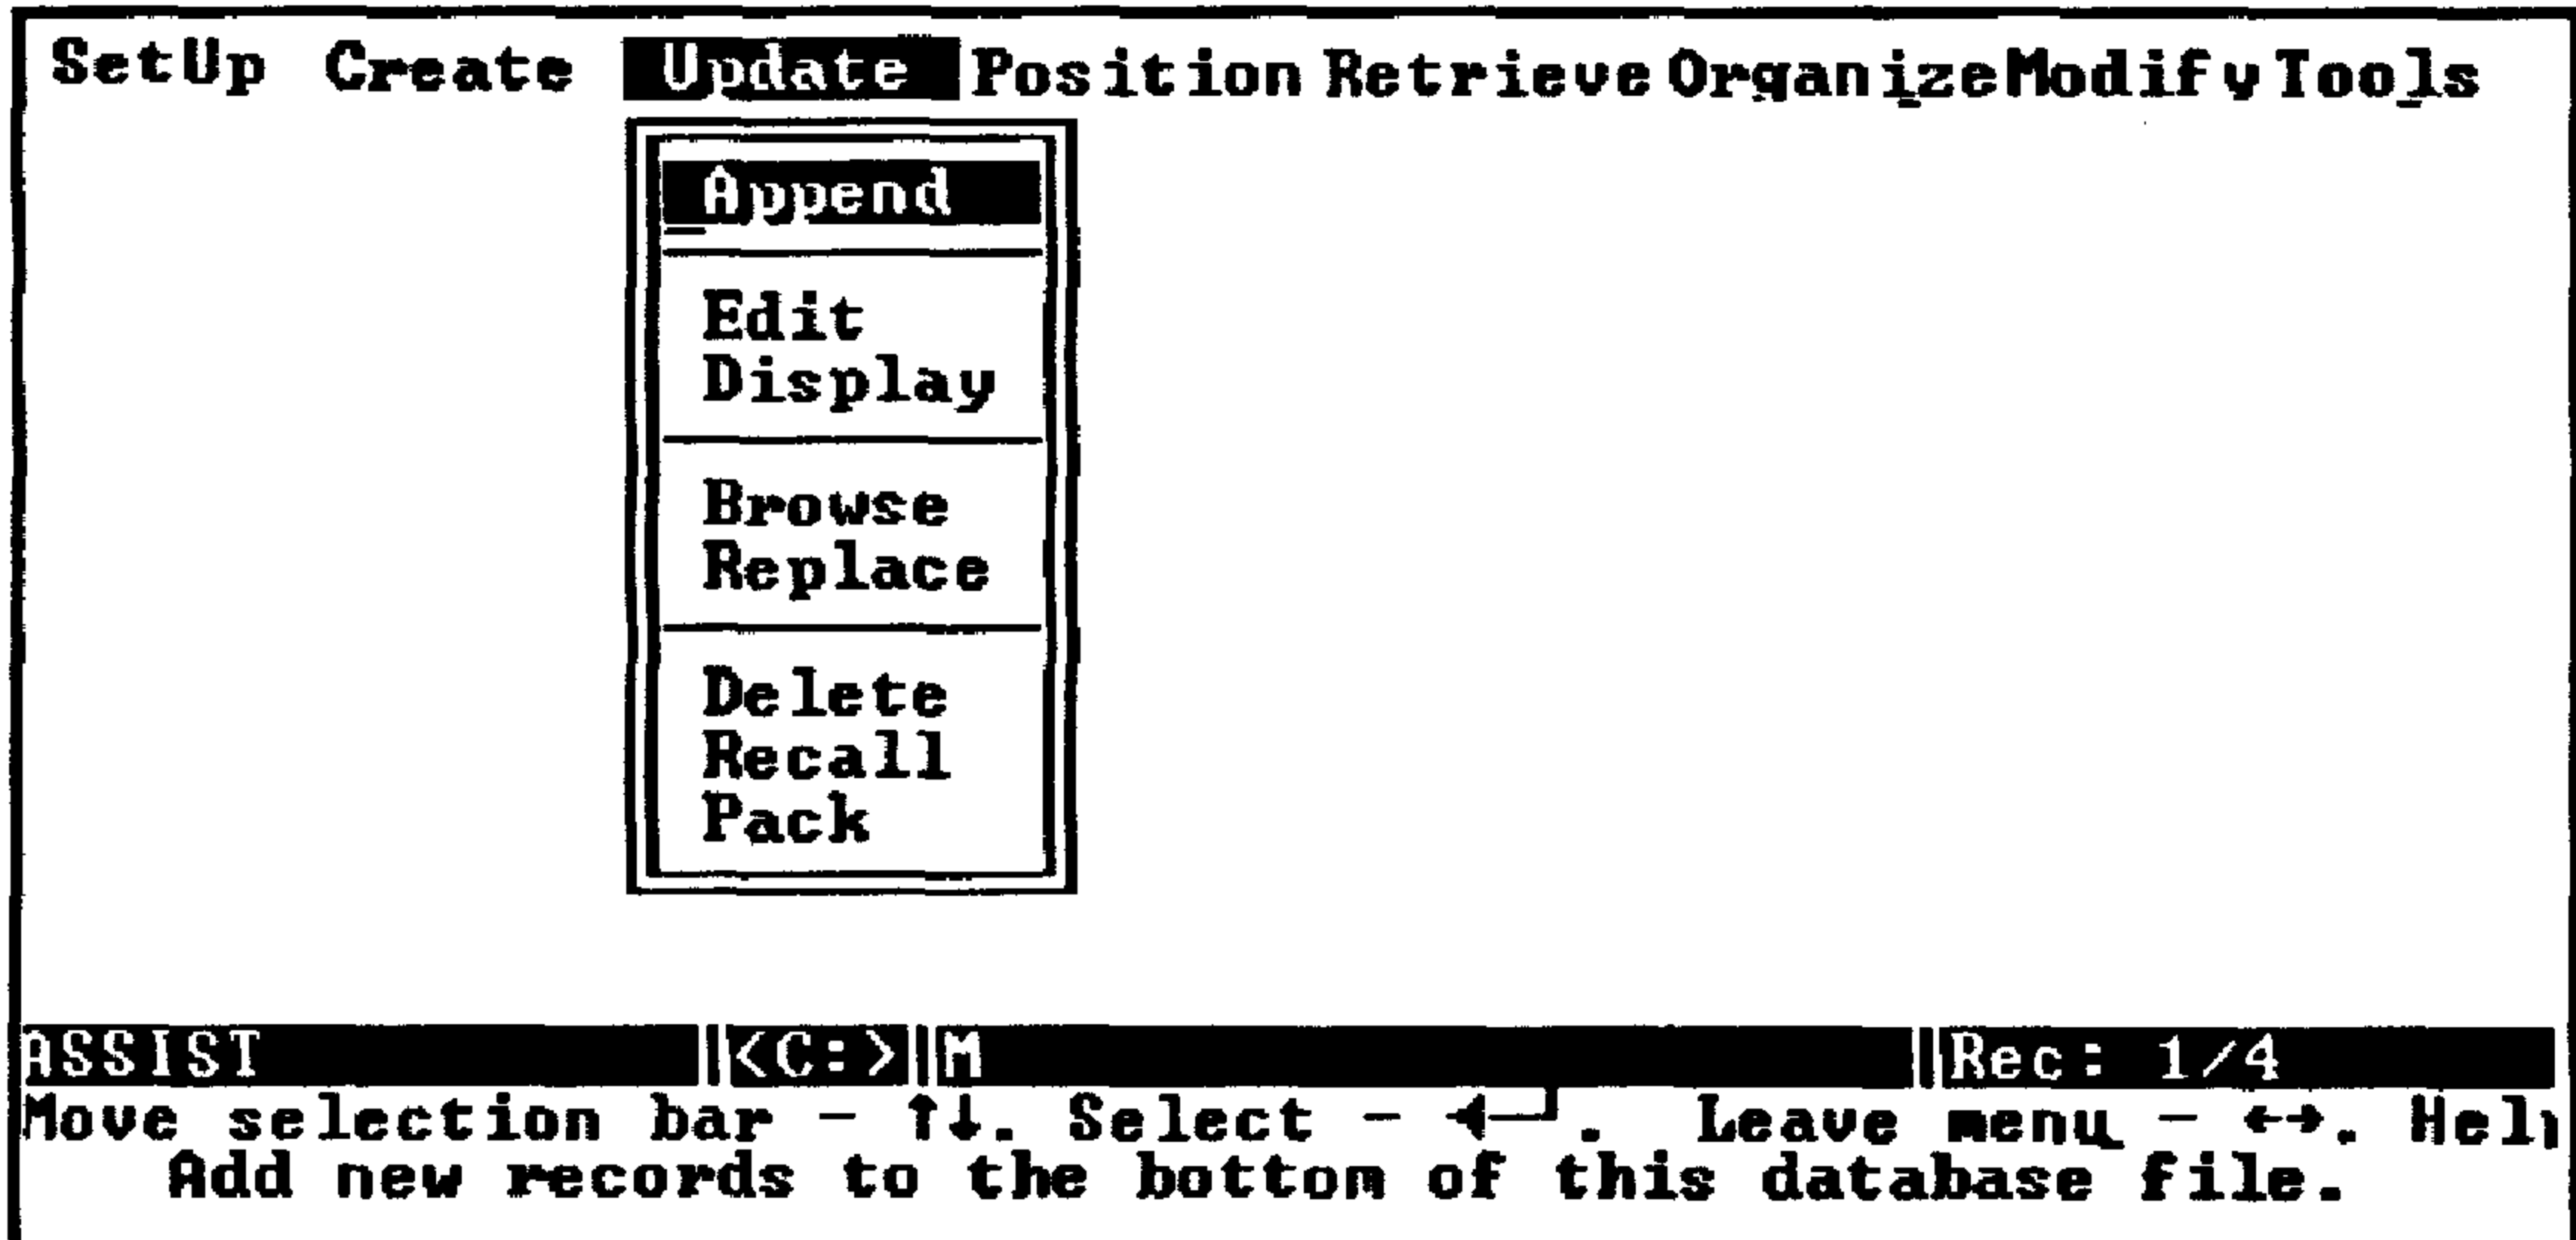 SetUp Create Update Position Retrieve Organize Modify Tools
Append
Edit
Display
Browse
Replace
Delete
Recall
Pack
ASSIST <C:> M Rec: 1/4
Move selection bar - ↑↓. Select - ◄─┘. Leave menu - ←→.
Add new records to the bottom of this database file.